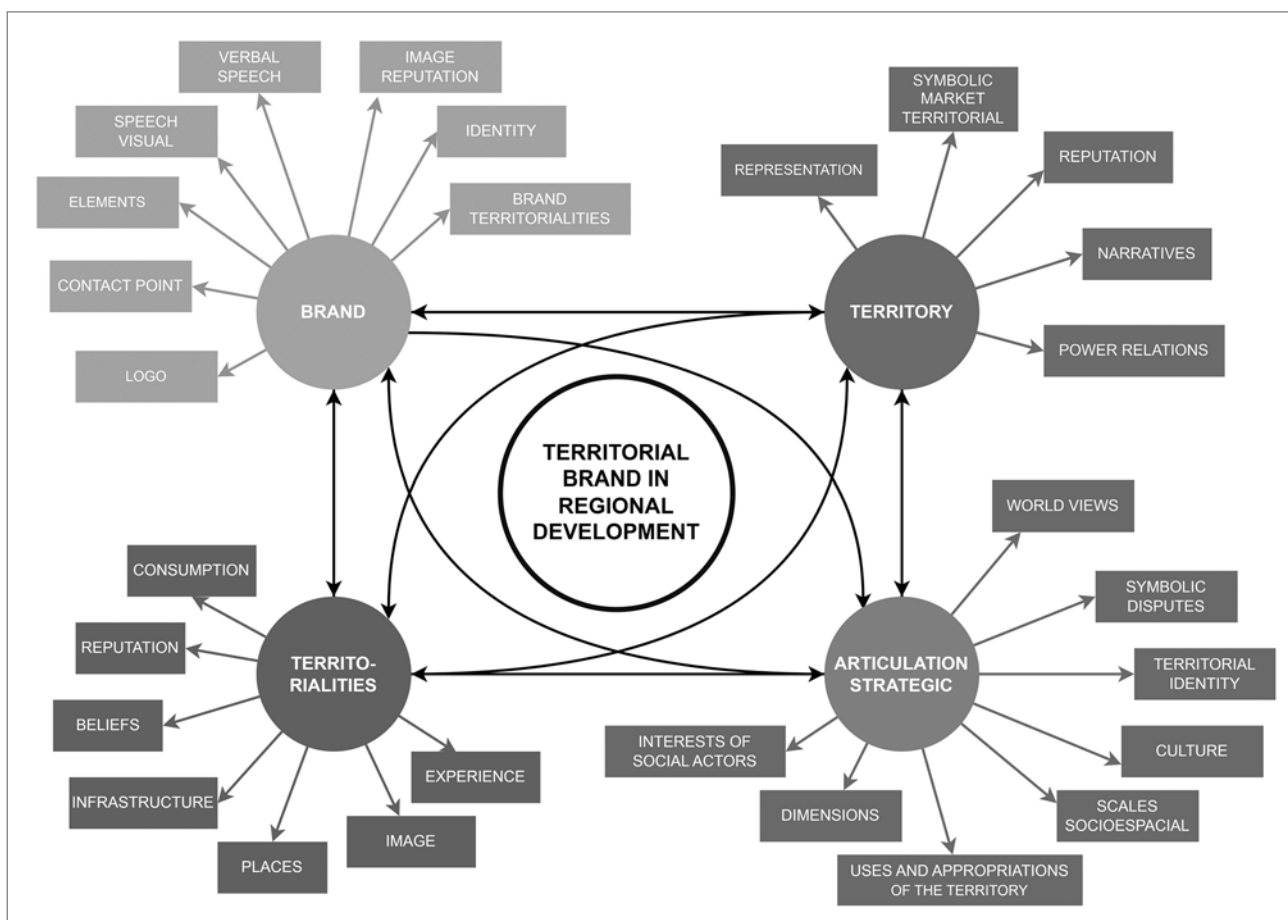 VERBAL
SPEECH
IMAGE
REPUTATION
SPEECH
VISUAL
IDENTITY
ELEMENTS
BRAND
TERRITORIALITIES
CONTACT POINT
BRAND
LOGO
SYMBOLIC
MARKET
TERRITORIAL
REPRESENTATION
REPUTATION
NARRATIVES
TERRITORY
POWER RELATIONS
TERRITORIAL
BRAND IN
REGIONAL
DEVELOPMENT
CONSUMPTION
REPUTATION
TERRITO-
RIALITIES
BELIEFS
INFRASTRUCTURE
EXPERIENCE
IMAGE
PLACES
WORLD VIEWS
SYMBOLIC
DISPUTES
ARTICULATION
STRATEGIC
TERRITORIAL
IDENTITY
INTERESTS OF
SOCIAL ACTORS
CULTURE
DIMENSIONS
SCALES
SOCIOESPACIAL
USES AND APPROPRIATIONS
OF THE TERRITORY